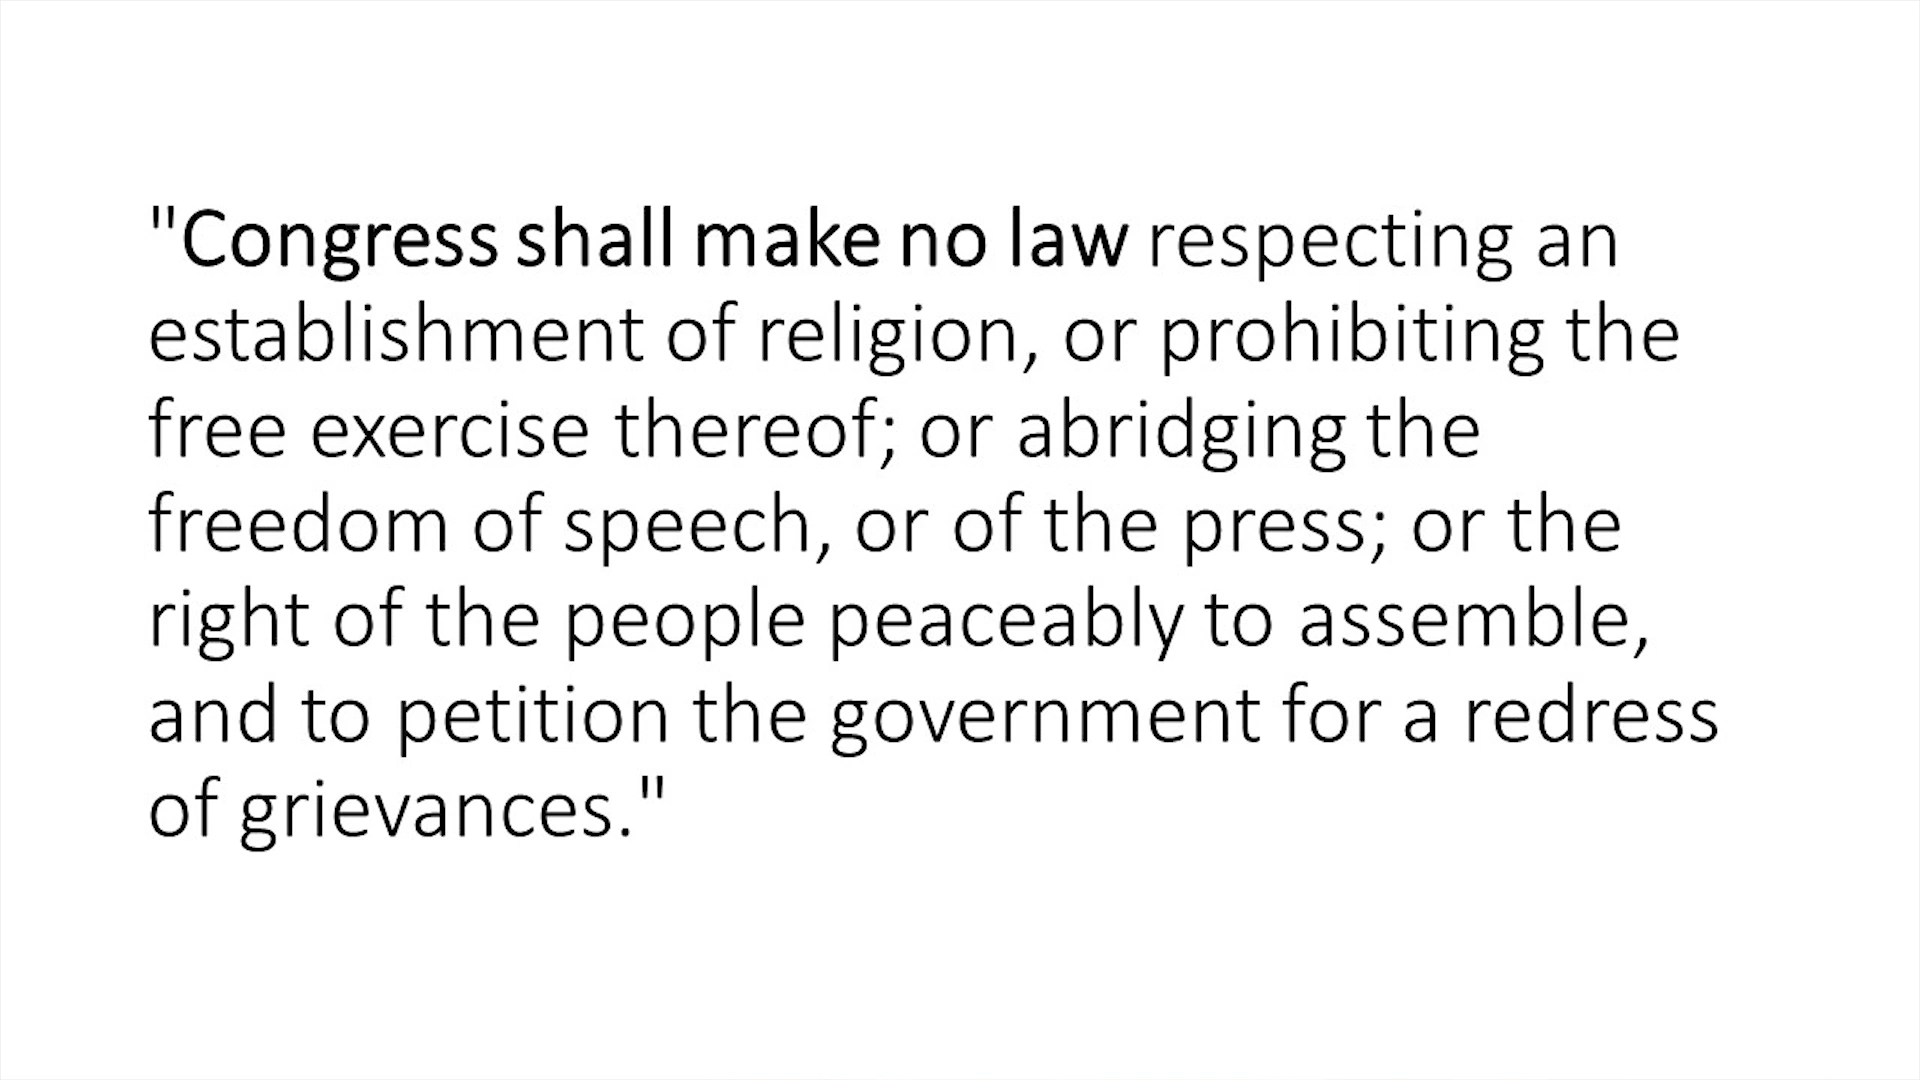 "Congress shall make no law respecting an
establishment of religion, or prohibiting the
free exercise thereof; or abridging the
freedom of speech, or of the press; or the
right of the people peaceably to assemble,
and to petition the government for a redress
of grievances."